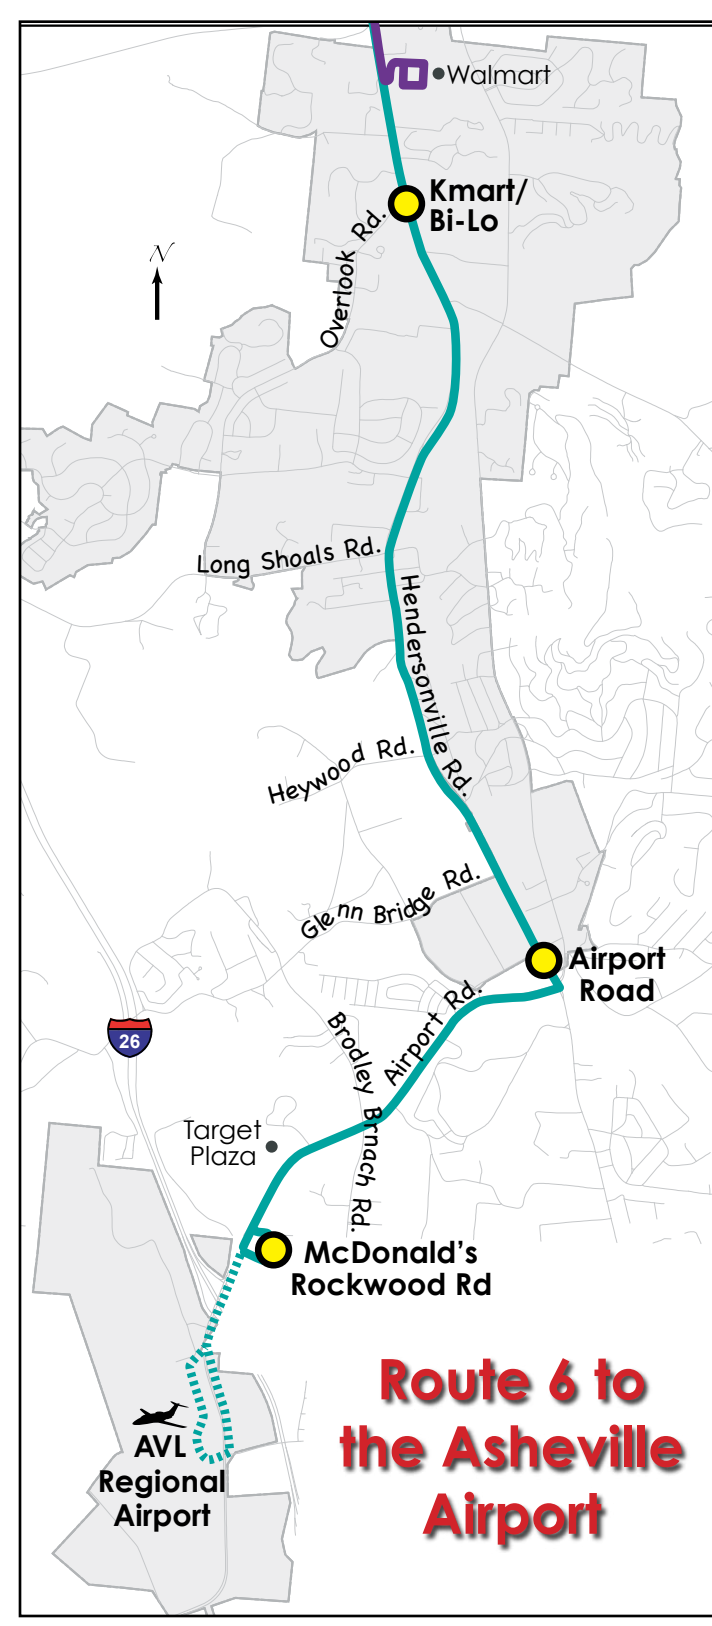 Walmart
Kmart/
Bi-Lo
Overlook Rd.
N
Long Shoals Rd.
Hendersonville Rd.
Heywood Rd.
Glenn Bridge Rd.
Airport
Road
Airport Rd.
26
Brodley Brnach Rd.
Target
Plaza
McDonald's
Rockwood Rd
Route 6 to
the Asheville
Airport
AVL
Regional
Airport